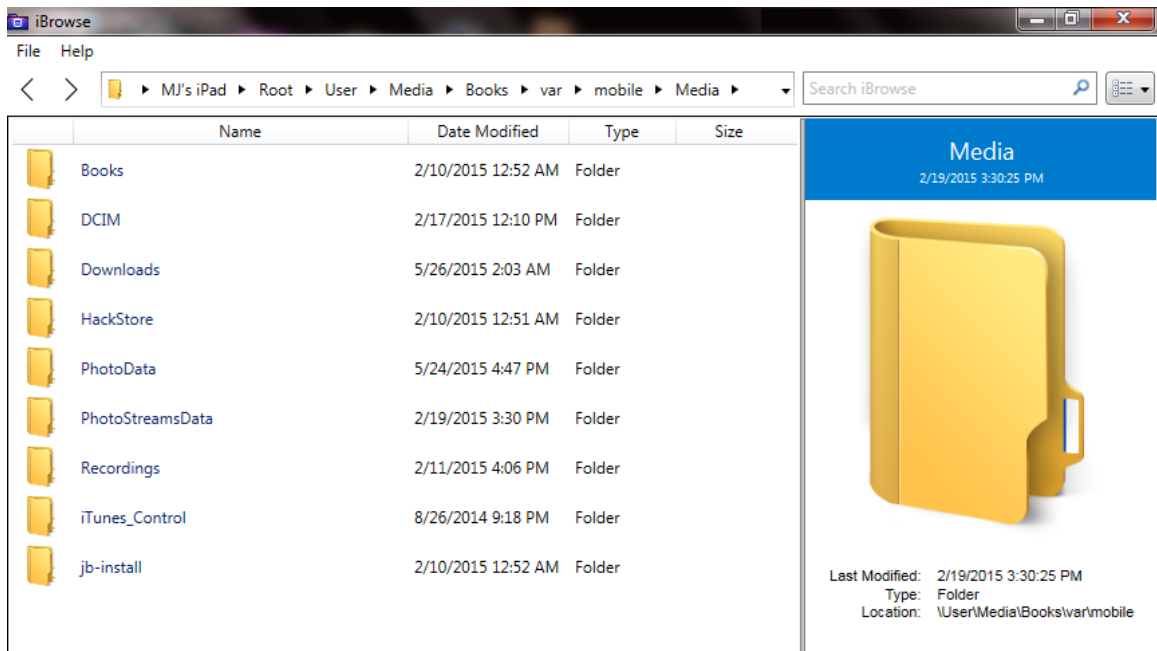 iBrowse
File Help
MJ's iPad Root User Media Books var mobile Media Search iBrowse
Name Date Modified Type Size
Books 2/10/2015 12:52 AM Folder
DCIM 2/17/2015 12:10 PM Folder
Downloads 5/26/2015 2:03 AM Folder
HackStore 2/10/2015 12:51 AM Folder
PhotoData 5/24/2015 4:47 PM Folder
PhotoStreamsData 2/19/2015 3:30 PM Folder
Recordings 2/11/2015 4:06 PM Folder
iTunes_Control 8/26/2014 9:18 PM Folder
jb-install 2/10/2015 12:52 AM Folder
Media
2/19/2015 3:30:25 PM
Last Modified: 2/19/2015 3:30:25 PM
Type: Folder
Location: \User\Media\Books\var\mobile